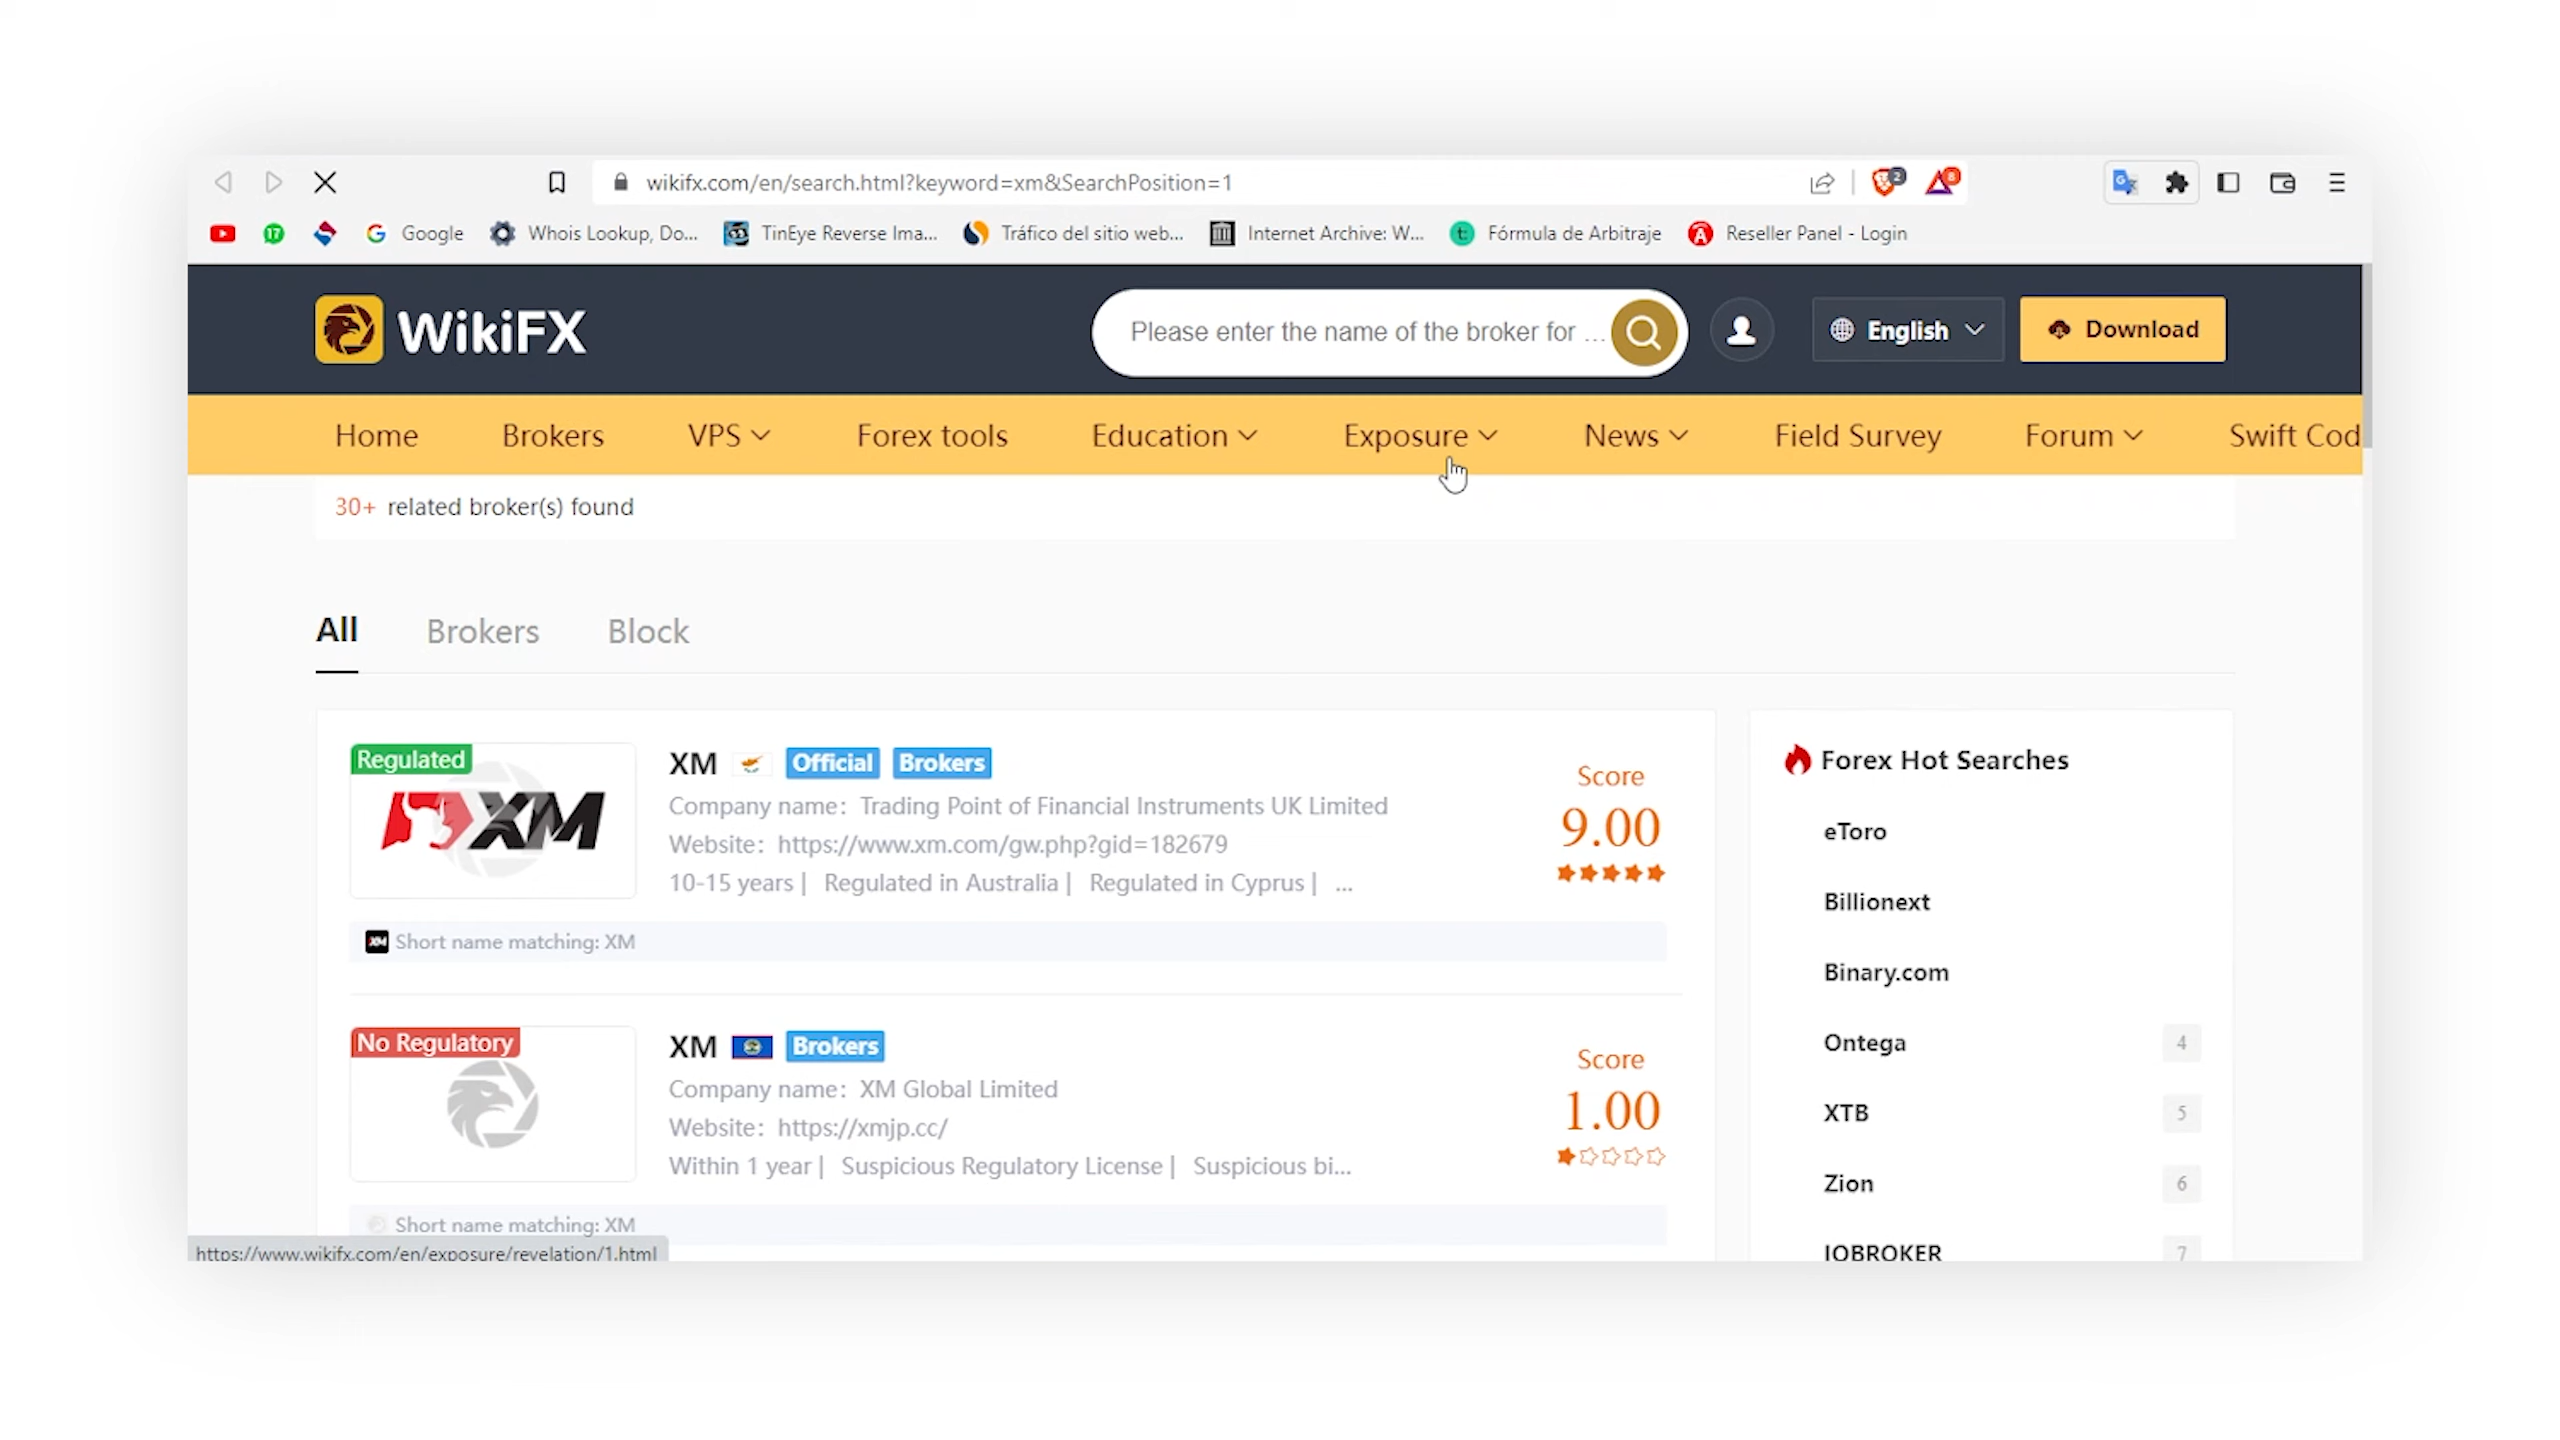 wikifx.com/en/search.html?keyword=xm&SearchPosition=1
2
8
17
Google
Whois Lookup, Do...
TinEye Reverse Ima...
Tráfico del sitio web...
Internet Archive: W...
t
Fórmula de Arbitraje
Reseller Panel - Login
WikiFX
Please enter the name of the broker for ...
English
Download
Home
Brokers
VPS
Forex tools
Education
Exposure
News
Field Survey
Forum
Swift Cod
30+ related broker(s) found
All
Brokers
Block
Regulated
XM
XM Official Brokers
Company name: Trading Point of Financial Instruments UK Limited
Website: https://www.xm.com/gw.php?gid=182679
10-15 years | Regulated in Australia | Regulated in Cyprus | ...
Score
9.00
XM Short name matching: XM
No Regulatory
XM Brokers
Company name: XM Global Limited
Website: https://xmjp.cc/
Within 1 year | Suspicious Regulatory License | Suspicious bi...
Score
1.00
Short name matching: XM
Forex Hot Searches
eToro
Billionext
Binary.com
Ontega 4
XTB 5
Zion 6
IOBROKER 7
https://www.wikifx.com/en/exposure/revelation/1.html